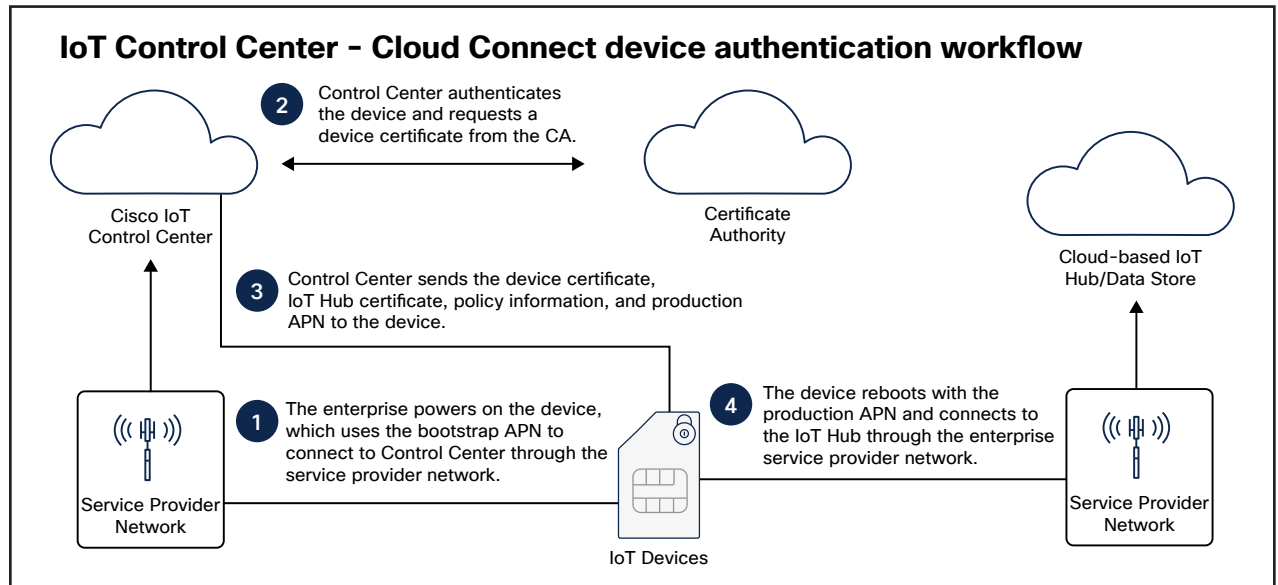 IoT Control Center - Cloud Connect device authentication workflow
2
Control Center authenticates
the device and requests a
device certificate from the CA.
Cisco IoT
Control Center
Certificate
Authority
Cloud-based IoT
Hub/Data Store
3
Control Center sends the device certificate,
IoT Hub certificate, policy information, and production
APN to the device.
1
The enterprise powers on the device,
which uses the bootstrap APN to
connect to Control Center through the
service provider network.
4
The device reboots with the
production APN and connects to
the IoT Hub through the enterprise
service provider network.
Service Provider
Network
IoT Devices
Service Provider
Network